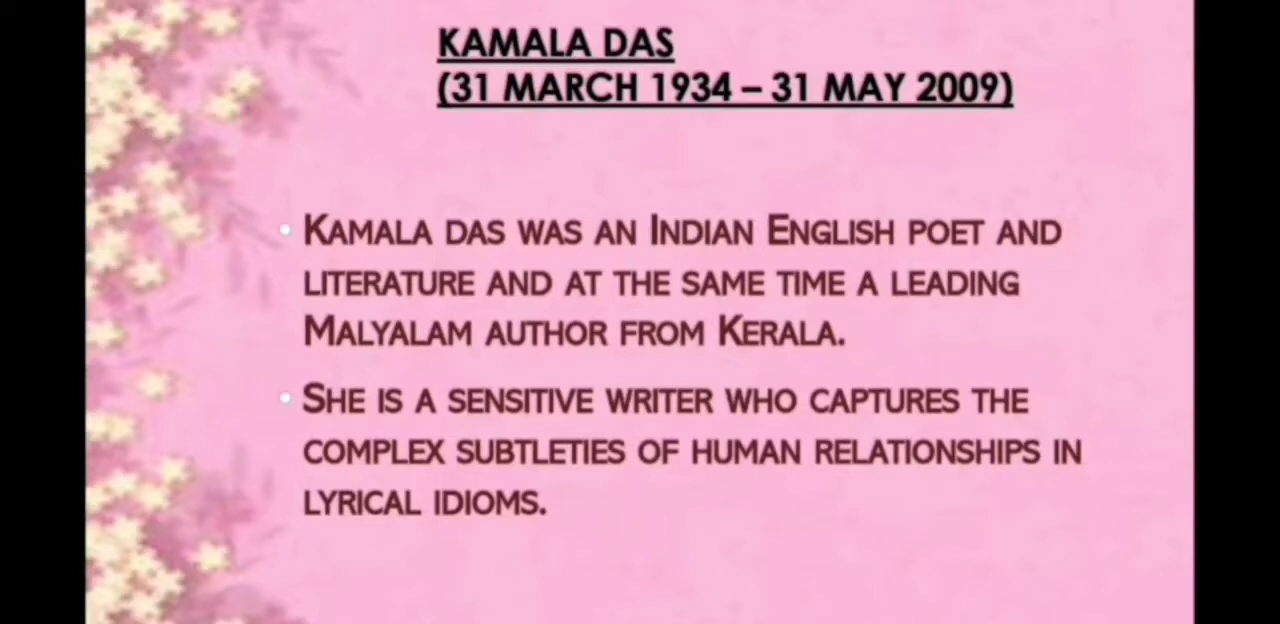 KAMALA DAS
(31 MARCH 1934 – 31 MAY 2009)
• KAMALA DAS WAS AN INDIAN ENGLISH POET AND
LITERATURE AND AT THE SAME TIME A LEADING
MALYALAM AUTHOR FROM KERALA.
• SHE IS A SENSITIVE WRITER WHO CAPTURES THE
COMPLEX SUBTLETIES OF HUMAN RELATIONSHIPS IN
LYRICAL IDIOMS.